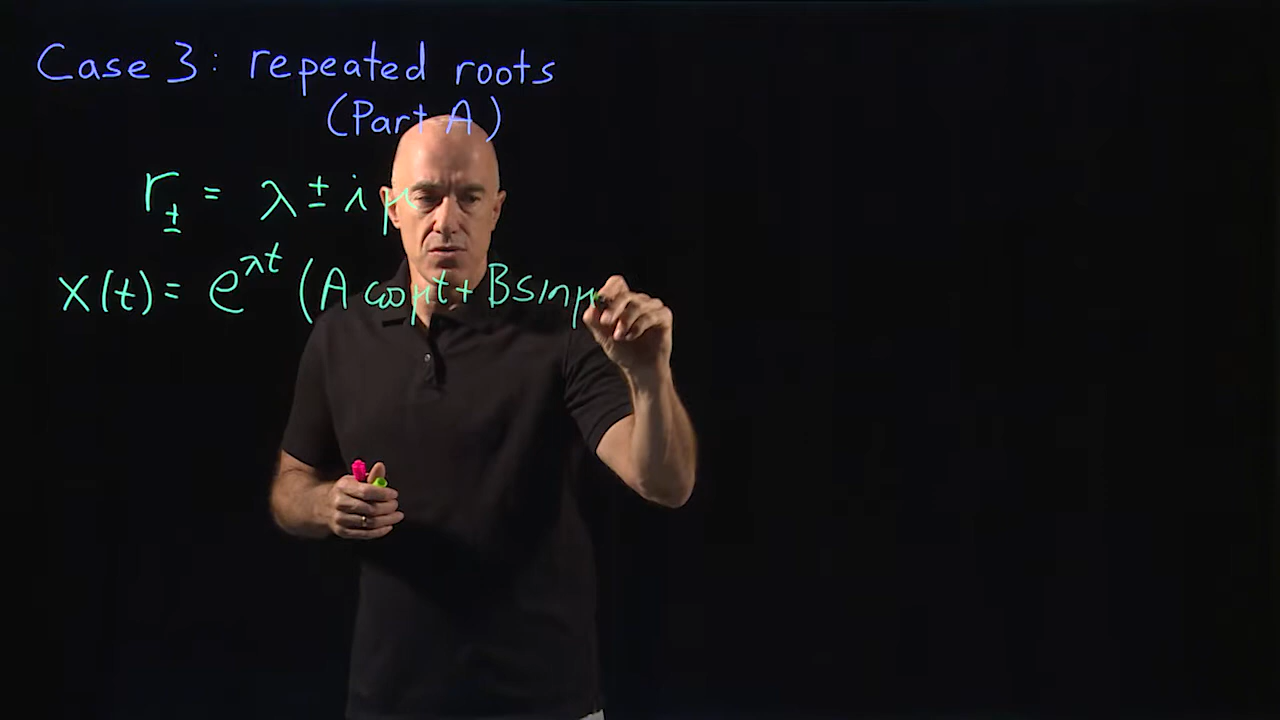 Case 3: repeated roots
(Part A)
r± = λ ± iμ
x(t) = e^λt (A cos μt + B sin μ